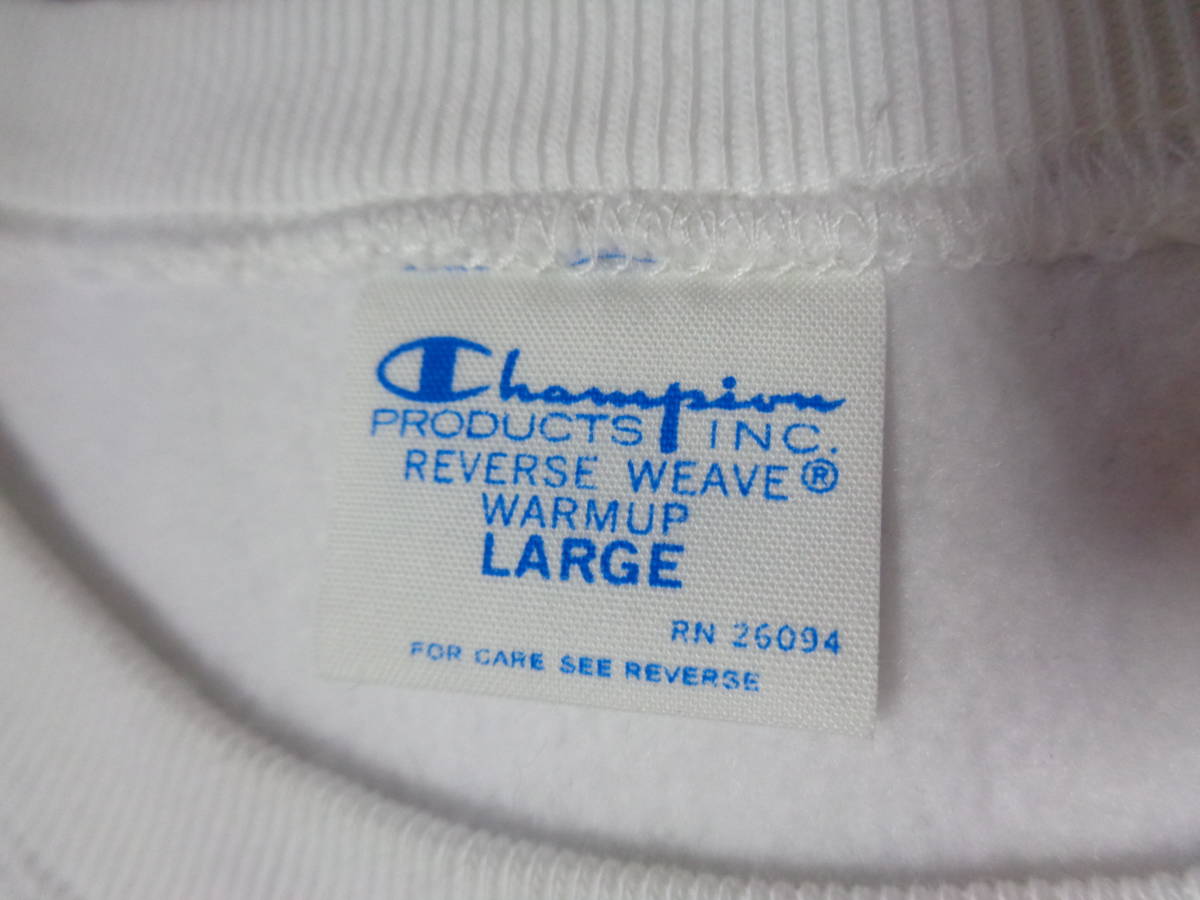 Champion
PRODUCTS INC.
REVERSE WEAVE®
WARMUP
LARGE
RN 26094
FOR CARE SEE REVERSE